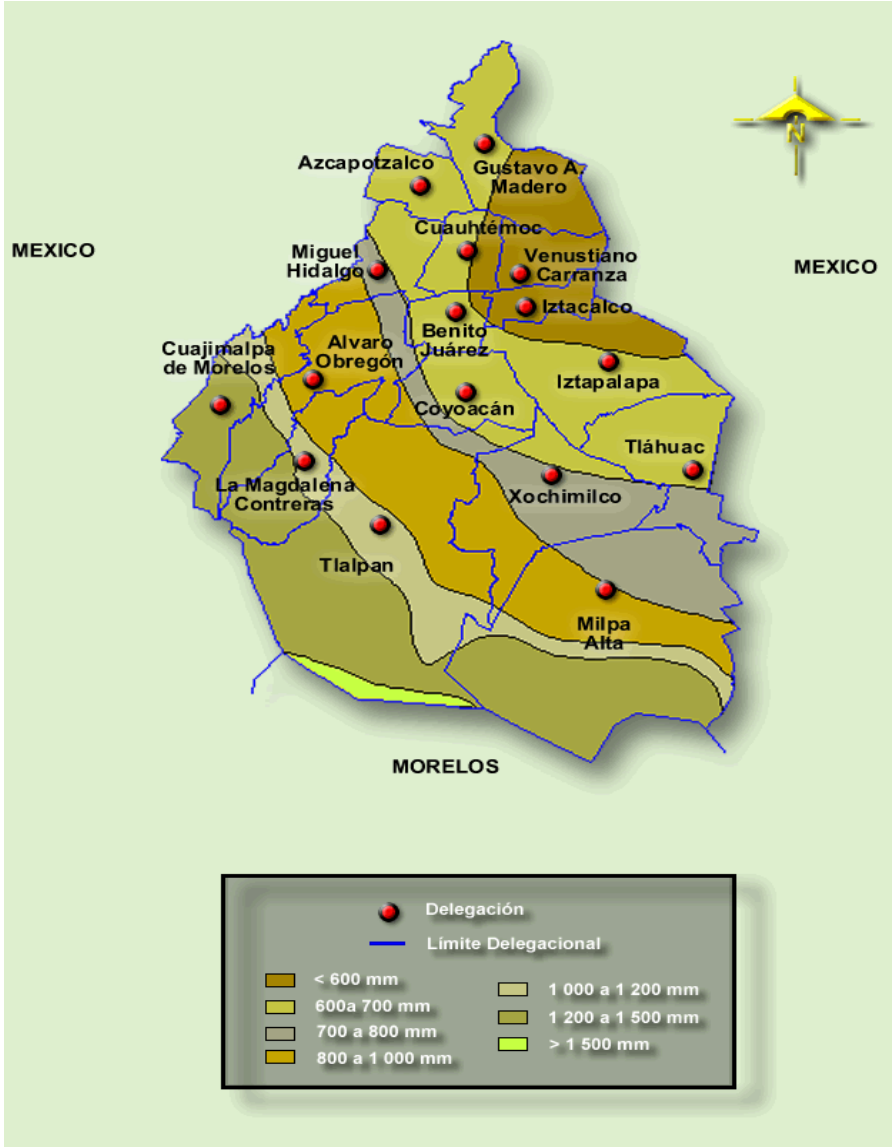 N
Azcapotzalco
Gustavo A.
Madero
Cuauhtémoc
MEXICO
Miguel
Hidalgo
Venustiano
Carranza
MEXICO
Iztacalco
Benito
Juárez
Cuajimalpa
de Morelos
Alvaro
Obregón
Iztapalapa
Coyoacán
Tláhuac
La Magdalena
Contreras
Xochimilco
Tlalpan
Milpa
Alta
MORELOS
Delegación
Límite Delegacional
< 600 mm
600a 700 mm
700 a 800 mm
800 a 1 000 mm
1 000 a 1 200 mm
1 200 a 1 500 mm
> 1 500 mm